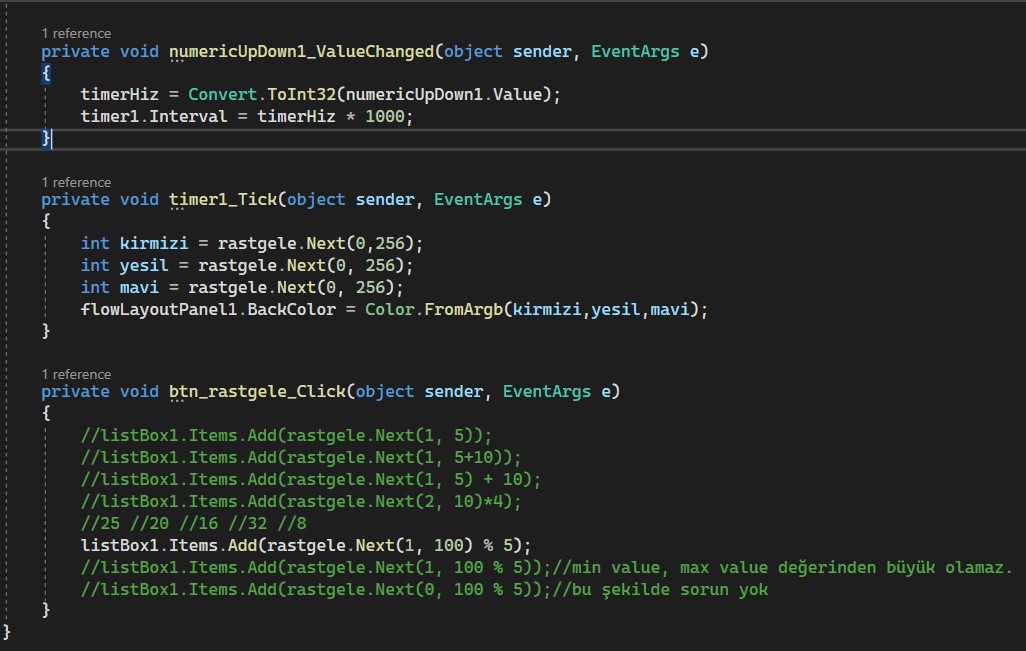 1 reference
private void numericUpDown1_ValueChanged(object sender, EventArgs e)
{
timerHiz = Convert.ToInt32(numericUpDown1.Value);
timer1.Interval = timerHiz * 1000;
}
1 reference
private void timer1_Tick(object sender, EventArgs e)
{
int kirmizi = rastgele.Next(0,256);
int yesil = rastgele.Next(0, 256);
int mavi = rastgele.Next(0, 256);
flowLayoutPanel1.BackColor = Color.FromArgb(kirmizi,yesil,mavi);
}
1 reference
private void btn_rastgele_Click(object sender, EventArgs e)
{
//listBox1.Items.Add(rastgele.Next(1, 5));
//listBox1.Items.Add(rastgele.Next(1, 5+10));
//listBox1.Items.Add(rastgele.Next(1, 5) + 10);
//listBox1.Items.Add(rastgele.Next(2, 10)*4);
//25 //20 //16 //32 //8
listBox1.Items.Add(rastgele.Next(1, 100) % 5);
//listBox1.Items.Add(rastgele.Next(1, 100 % 5));//min value, max value değerinden büyük olamaz.
//listBox1.Items.Add(rastgele.Next(0, 100 % 5));//bu şekilde sorun yok
}
}